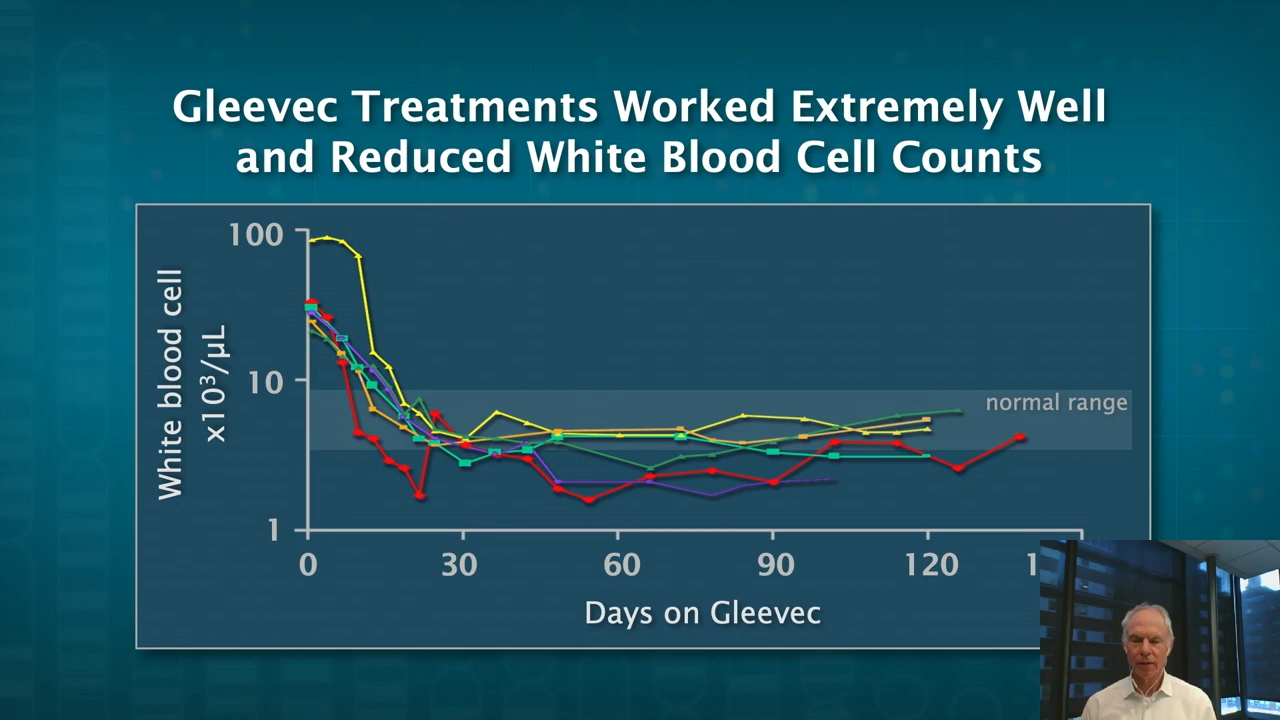 Gleevec Treatments Worked Extremely Well
and Reduced White Blood Cell Counts
White blood cell
x10³/µL
100
10
1
normal range
0 30 60 90 120
Days on Gleevec